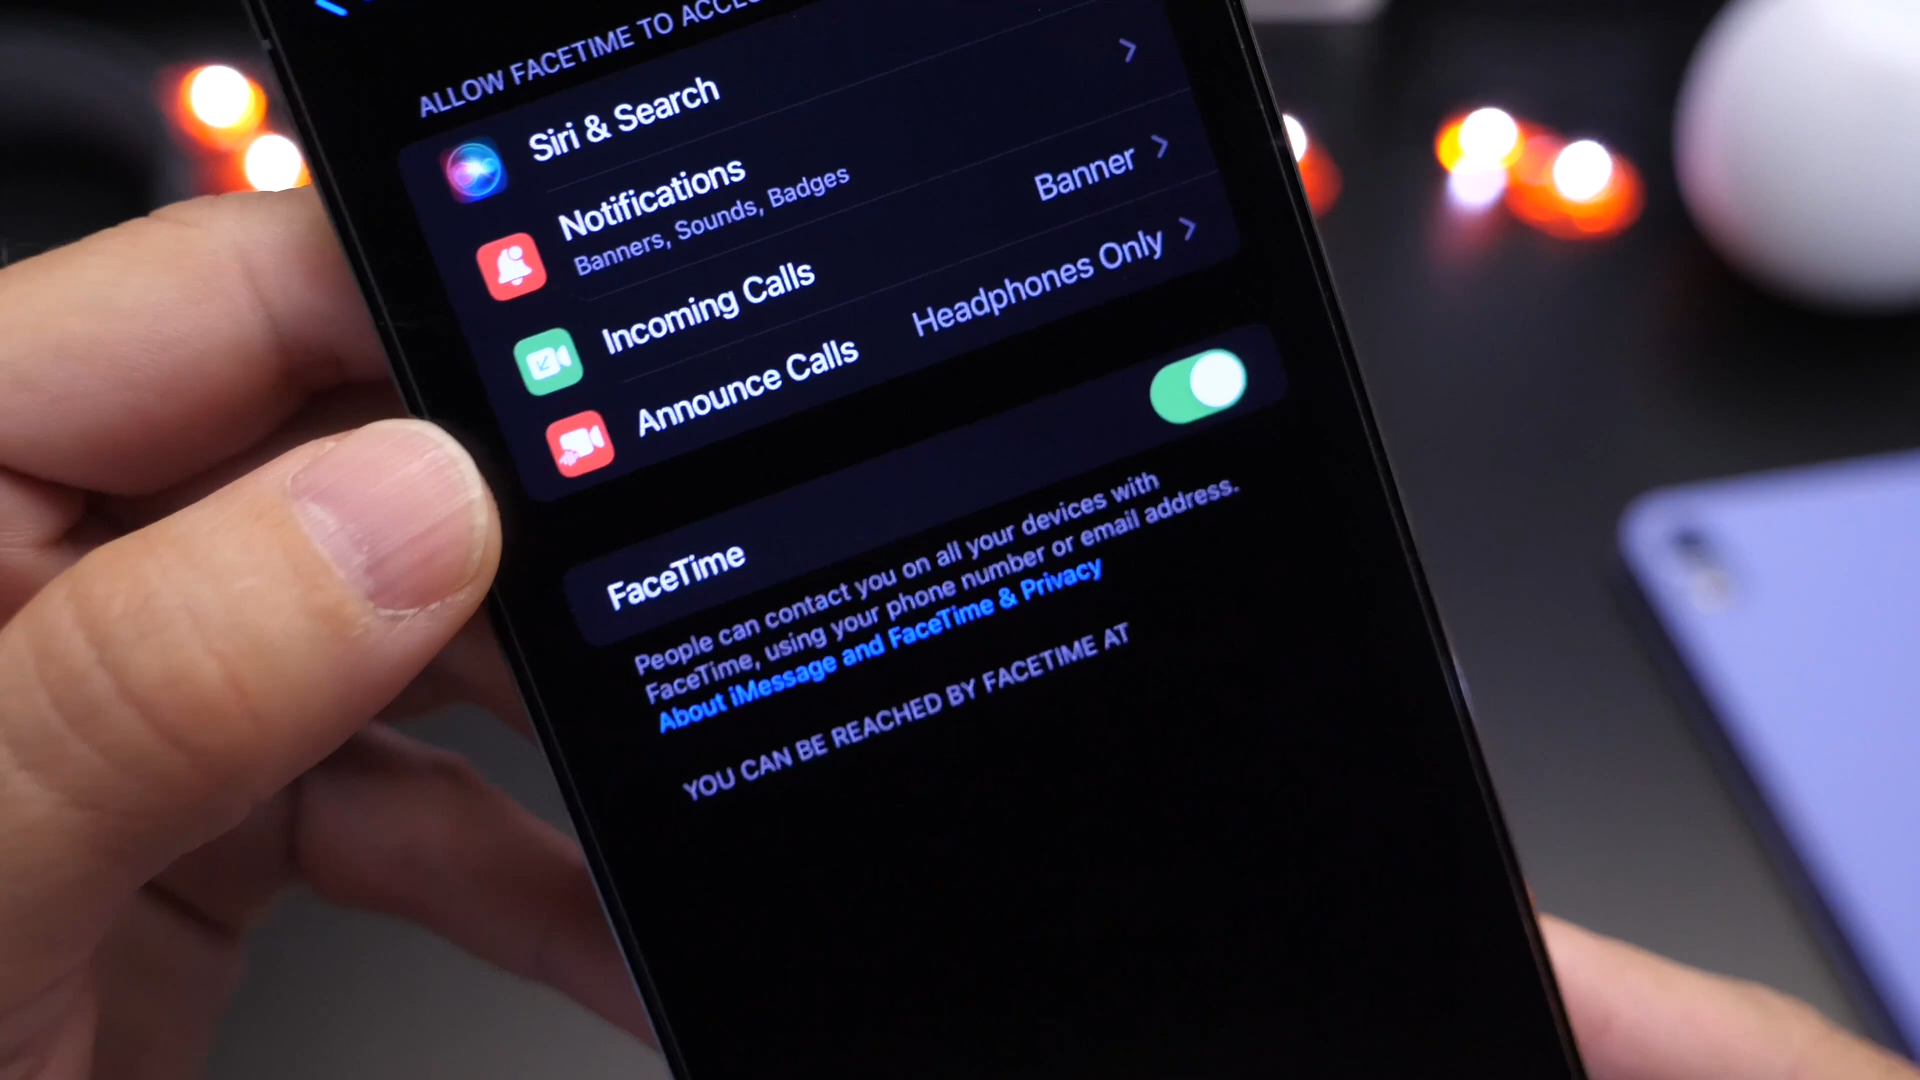 ALLOW FACETIME TO
Siri & Search
Notifications
Banners, Sounds, Badges
Incoming Calls
Banner
Announce Calls
Headphones Only
FaceTime
People can contact you on all your devices with
FaceTime, using your phone number or email address.
About iMessage and FaceTime & Privacy
YOU CAN BE REACHED BY FACETIME AT